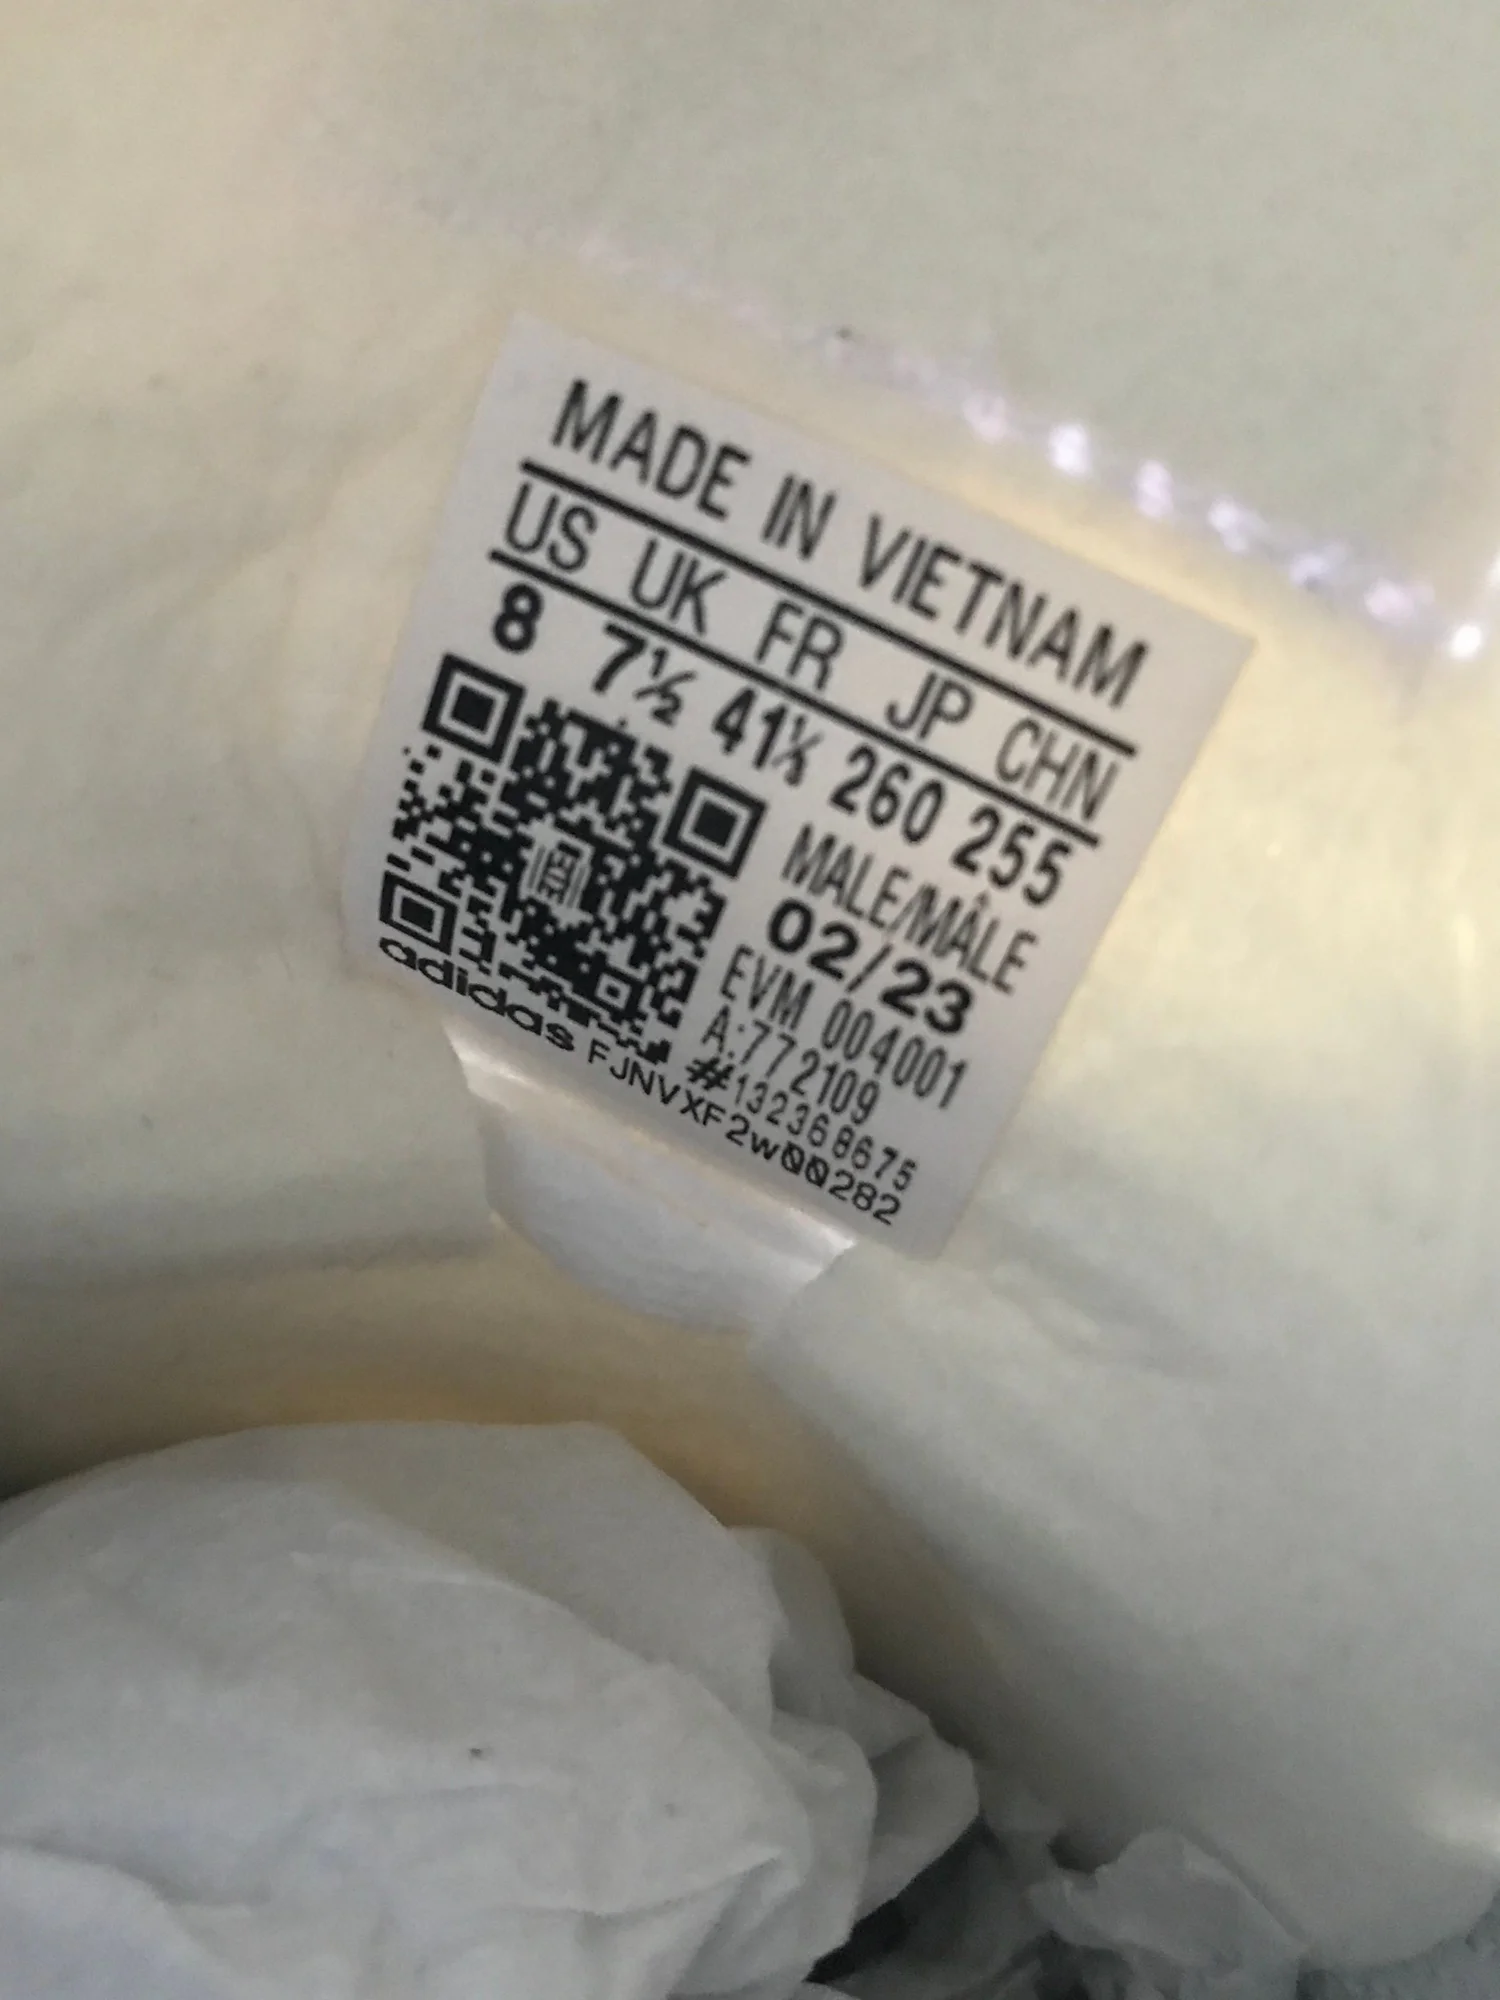 MADE IN VIETNAM
US UK FR JP CHN
8 7½ 41⅓ 260 255
MALE/MÂLE
02/23
EVM 004001
A:772109
#132368675
adidas FJNVXF2W00282